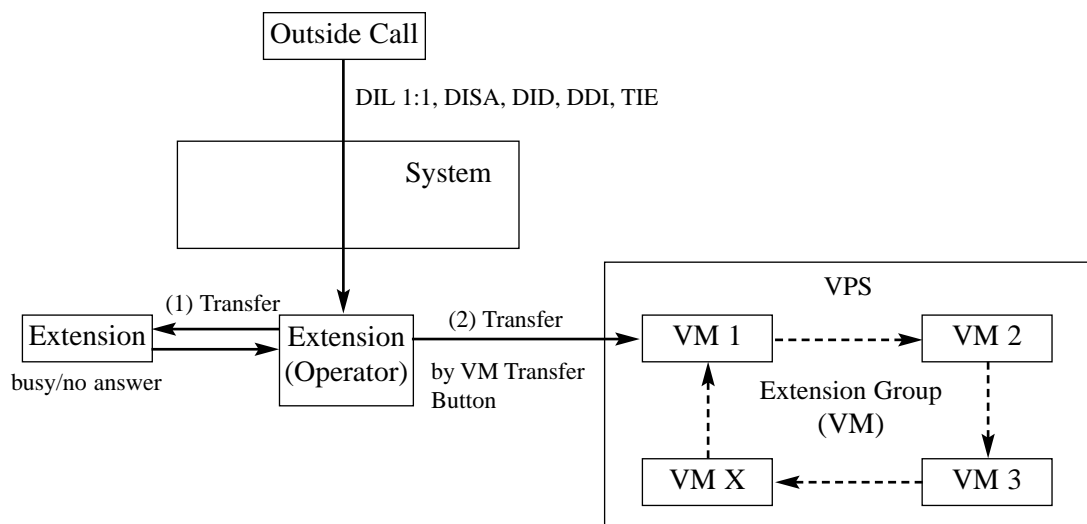 Outside Call
DIL 1:1, DISA, DID, DDI, TIE
System
VPS
(1) Transfer
(2) Transfer
Extension
Extension
(Operator)
VM 1
VM 2
busy/no answer
by VM Transfer
Button
Extension Group
(VM)
VM X
VM 3